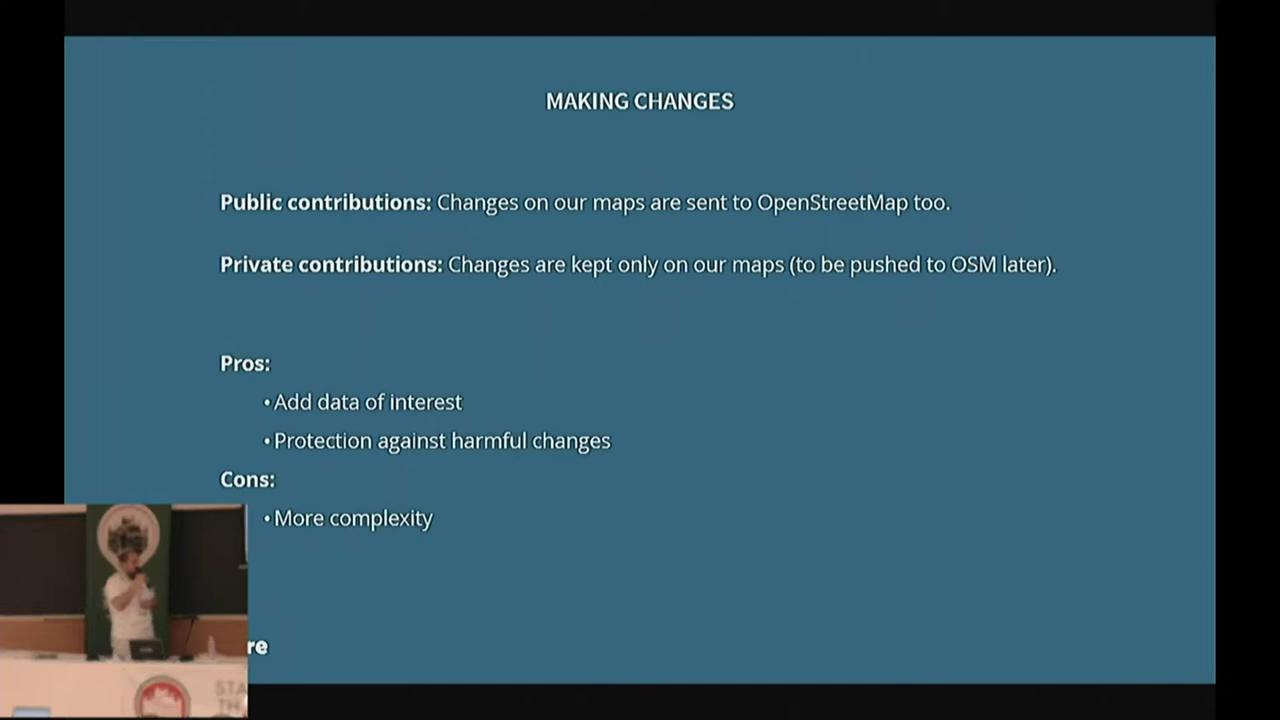 MAKING CHANGES
Public contributions: Changes on our maps are sent to OpenStreetMap too.
Private contributions: Changes are kept only on our maps (to be pushed to OSM later).
Pros:
• Add data of interest
• Protection against harmful changes
Cons:
• More complexity
re
STA
TH